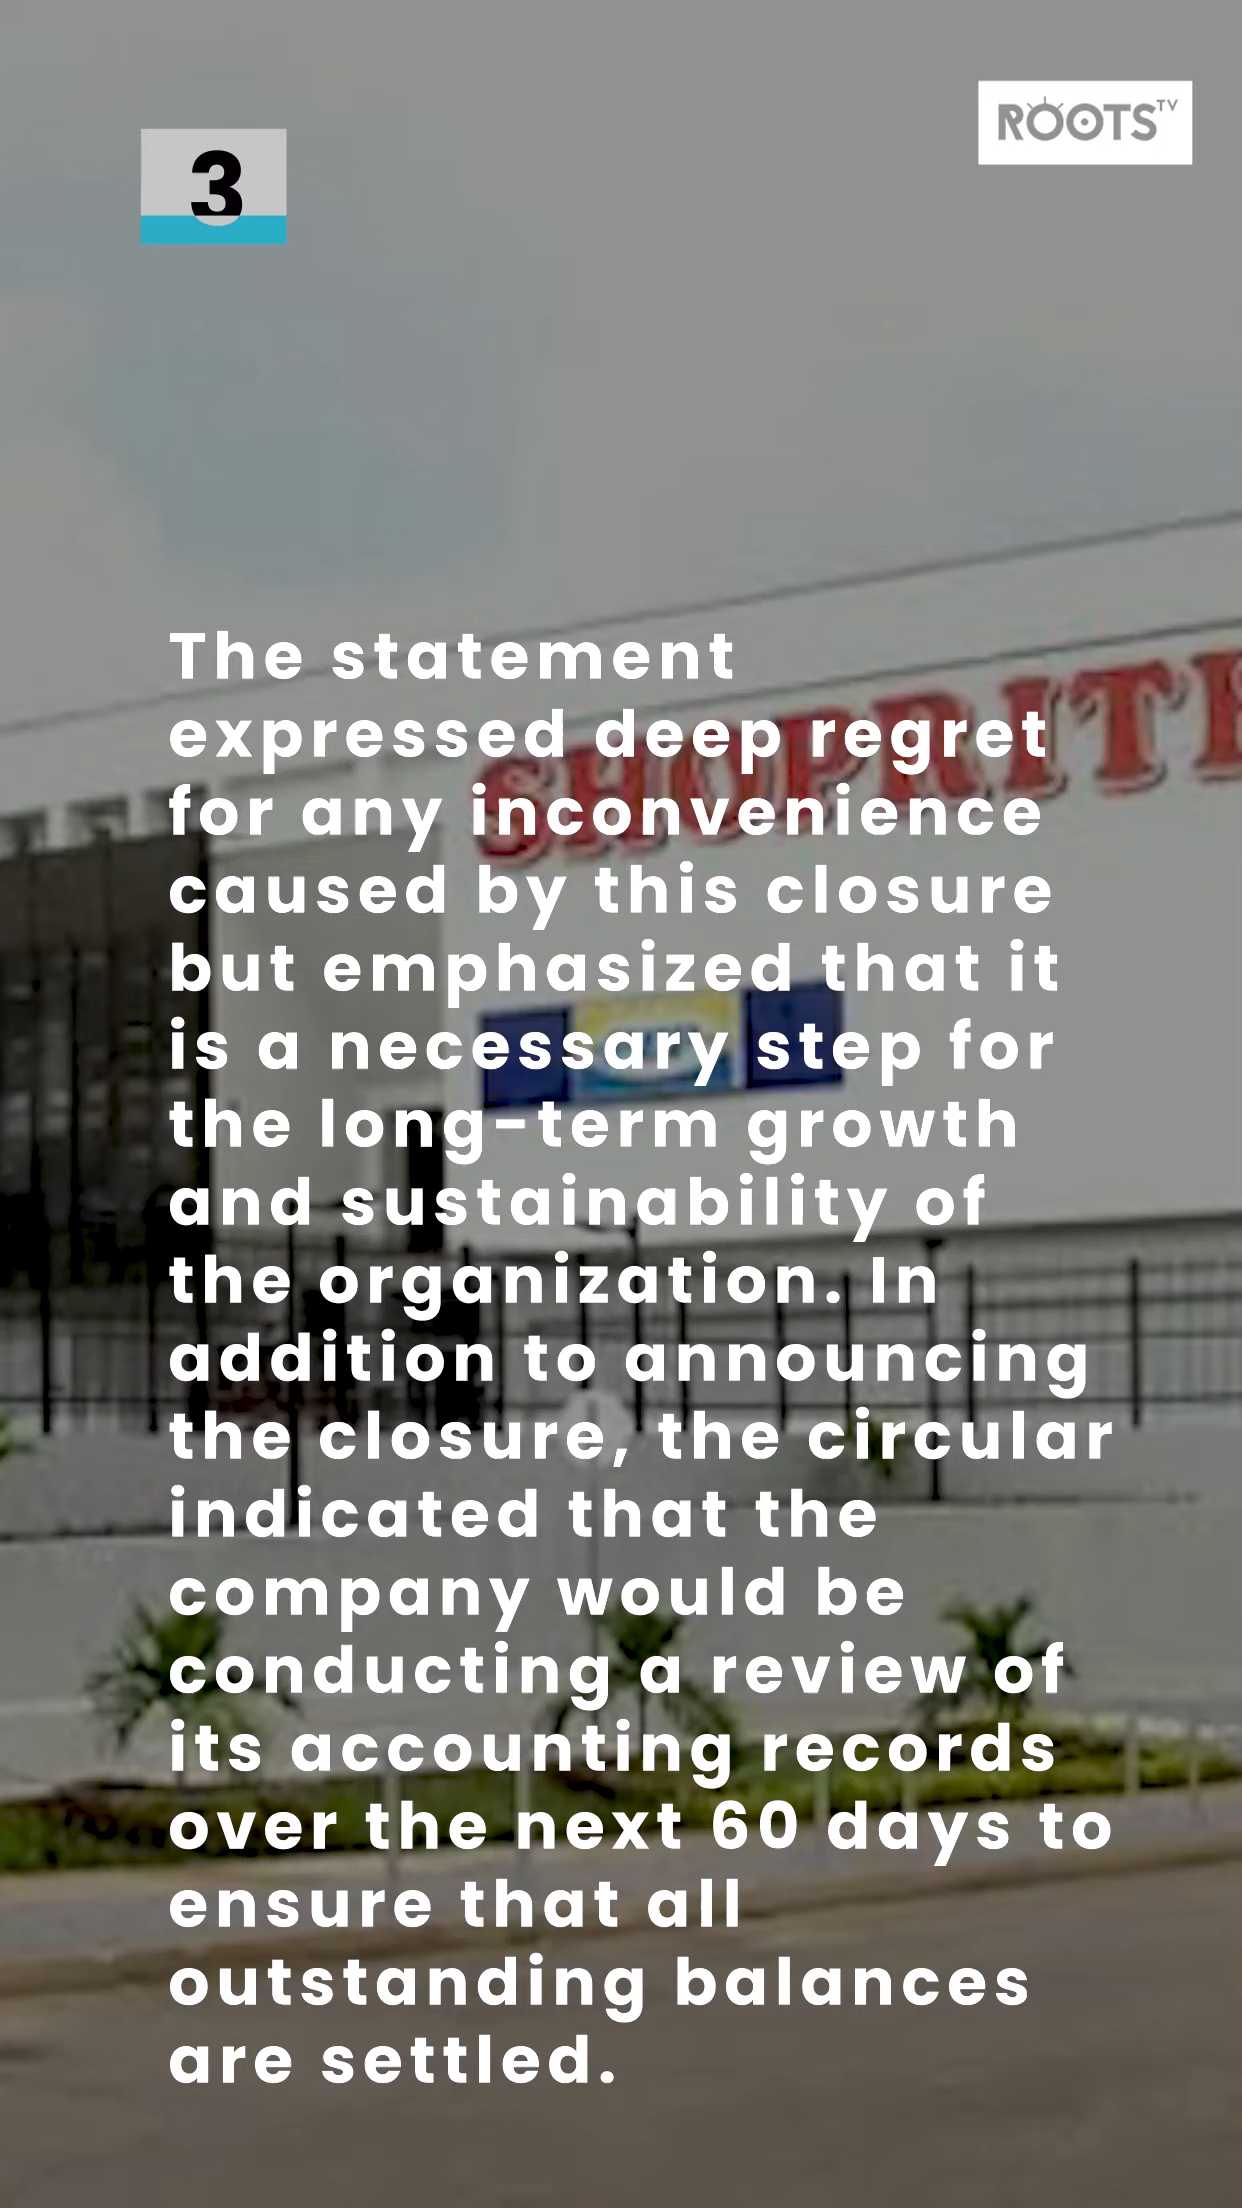 ROOTS TV
3
SHOPRITE
The statement
expressed deep regret
for any inconvenience
caused by this closure
but emphasized that it
is a necessary step for
the long-term growth
and sustainability of
the organization. In
addition to announcing
the closure, the circular
indicated that the
company would be
conducting a review of
its accounting records
over the next 60 days to
ensure that all
outstanding balances
are settled.